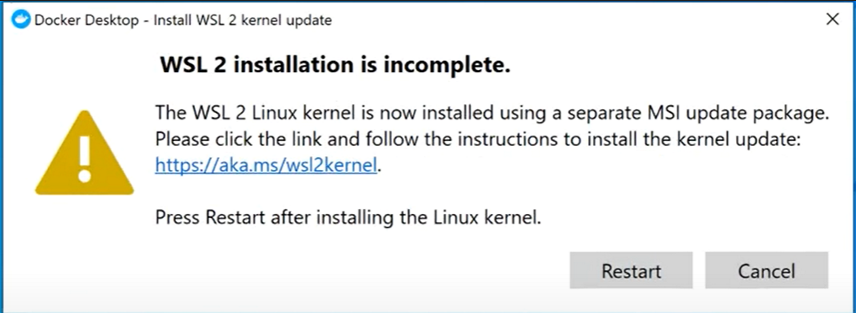 Docker Desktop - Install WSL 2 kernel update
WSL 2 installation is incomplete.
The WSL 2 Linux kernel is now installed using a separate MSI update package.
Please click the link and follow the instructions to install the kernel update:
https://aka.ms/wsl2kernel.
Press Restart after installing the Linux kernel.
Restart Cancel